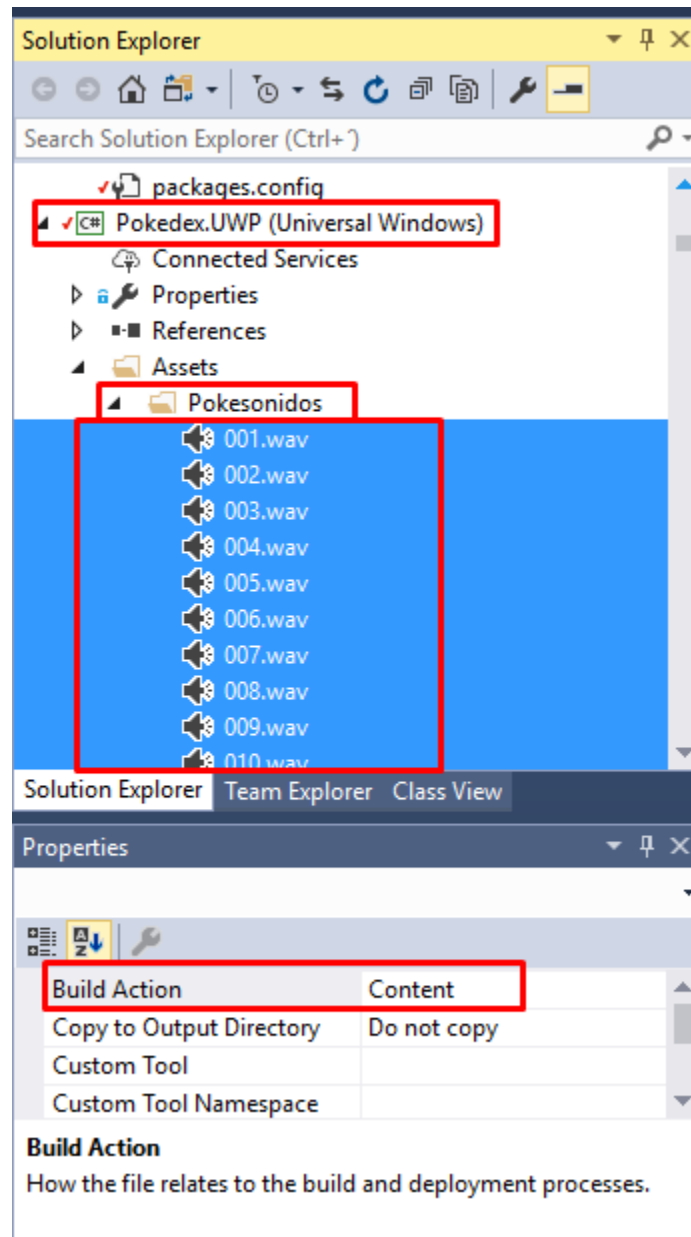 Solution Explorer
Search Solution Explorer (Ctrl+´)
packages.config
C# Pokedex.UWP (Universal Windows)
Connected Services
Properties
References
Assets
Pokesonidos
001.wav
002.wav
003.wav
004.wav
005.wav
006.wav
007.wav
008.wav
009.wav
010.wav
Solution Explorer Team Explorer Class View
Properties
Build Action Content
Copy to Output Directory Do not copy
Custom Tool
Custom Tool Namespace
Build Action
How the file relates to the build and deployment processes.